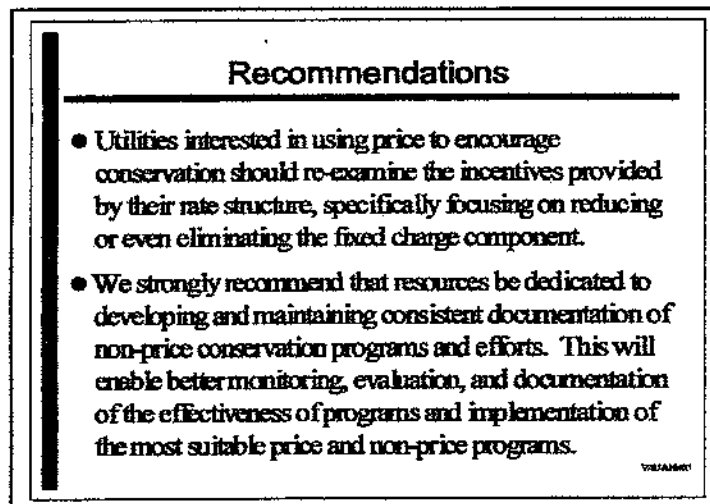 Recommendations
● Utilities interested in using price to encourage
conservation should re-examine the incentives provided
by their rate structure, specifically focusing on reducing
or even eliminating the fixed charge component.
● We strongly recommend that resources be dedicated to
developing and maintaining consistent documentation of
non-price conservation programs and efforts. This will
enable better monitoring, evaluation, and documentation
of the effectiveness of programs and implementation of
the most suitable price and non-price programs.